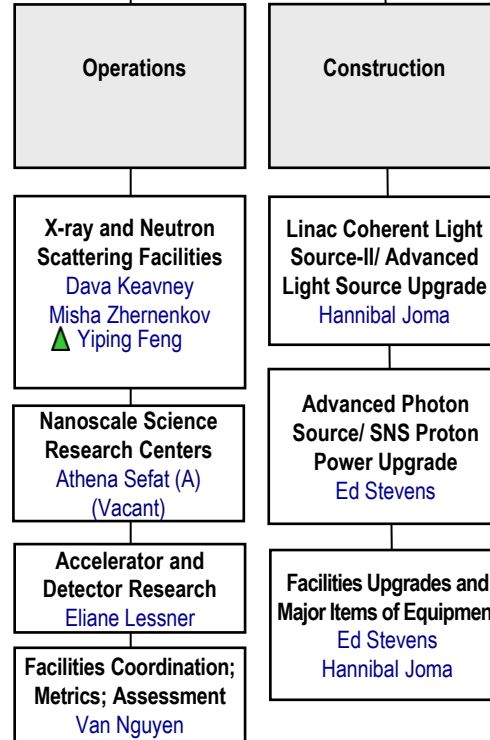 Operations
X-ray and Neutron
Scattering Facilities
Dava Keavney
Misha Zhernenkov
Yiping Feng
Nanoscale Science
Research Centers
Athena Sefat (A)
(Vacant)
Accelerator and
Detector Research
Eliane Lessner
Facilities Coordination;
Metrics; Assessment
Van Nguyen
Construction
Linac Coherent Light
Source-II/ Advanced
Light Source Upgrade
Hannibal Joma
Advanced Photon
Source/ SNS Proton
Power Upgrade
Ed Stevens
Facilities Upgrades and
Major Items of Equipmen
Ed Stevens
Hannibal Joma